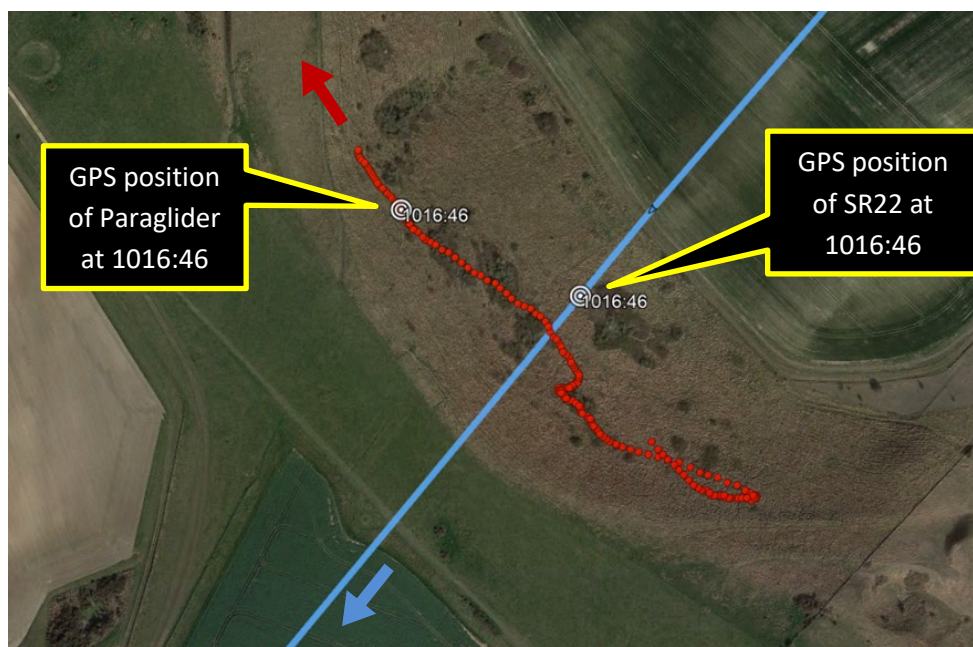 GPS position
of Paraglider
at 1016:46
1016:46
GPS position
of SR22 at
1016:46
1016:46